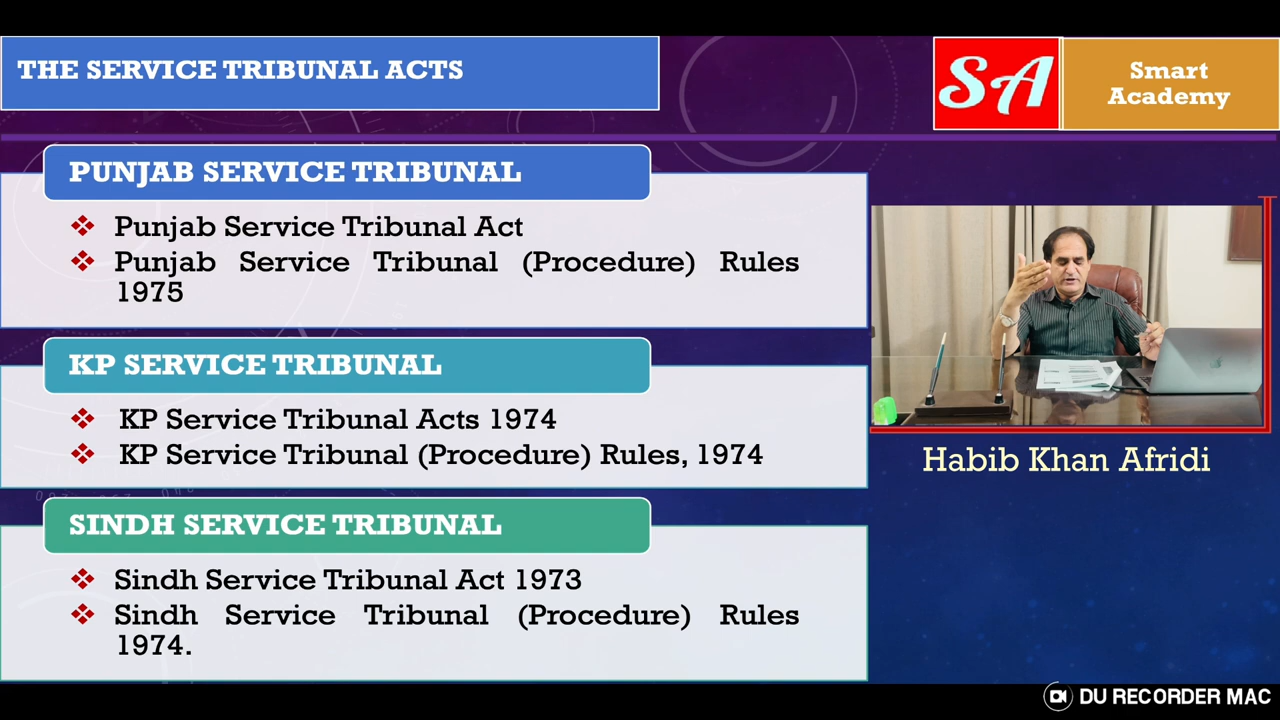 THE SERVICE TRIBUNAL ACTS
SA
Smart
Academy
PUNJAB SERVICE TRIBUNAL
Punjab Service Tribunal Act
Punjab Service Tribunal (Procedure) Rules
1975
KP SERVICE TRIBUNAL
KP Service Tribunal Acts 1974
KP Service Tribunal (Procedure) Rules, 1974
SINDH SERVICE TRIBUNAL
Sindh Service Tribunal Act 1973
Sindh Service Tribunal (Procedure) Rules
1974.
Habib Khan Afridi
DU RECORDER MAC